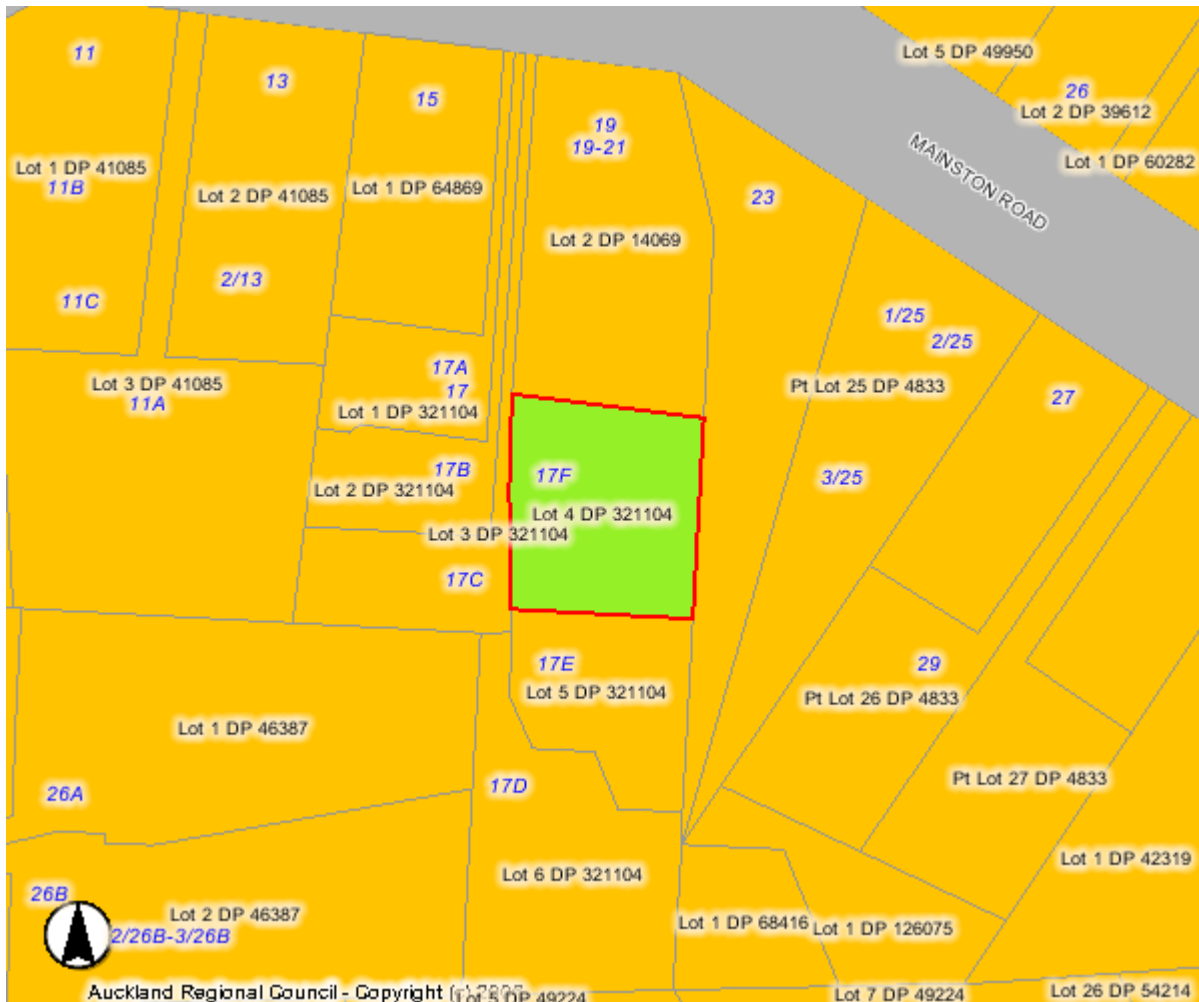 Lot 5 DP 49950
11
13
26
15
Lot 2 DP 39612
19
19-21
MAINSTON ROAD
Lot 1 DP 60282
Lot 1 DP 41085
11B
Lot 1 DP 64869
Lot 2 DP 41085
23
Lot 2 DP 14069
2/13
11C
1/25
2/25
17A
Lot 3 DP 41085
Pt Lot 25 DP 4833
17
27
11A
Lot 1 DP 321104
17B
17F
3/25
Lot 2 DP 321104
Lot 4 DP 321104
Lot 3 DP 321104
17C
17E
29
Lot 5 DP 321104
Pt Lot 26 DP 4833
Lot 1 DP 46387
17D
Pt Lot 27 DP 4833
26A
Lot 1 DP 42319
Lot 6 DP 321104
26B
Lot 2 DP 46387
Lot 1 DP 68416
Lot 1 DP 126075
2/26B-3/26B
Auckland Regional Council - Copyright
Lot 5 DP 49224
Lot 7 DP 49224
Lot 26 DP 54214